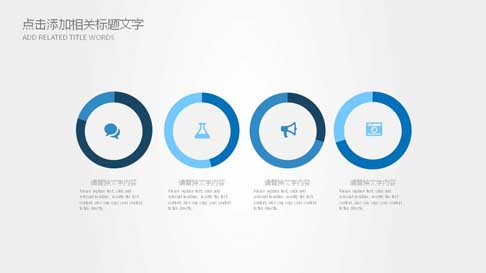 点击添加相关标题文字
ADD RELATED TITLE WORDS
请替换文字内容
请替换文字内容
请替换文字内容
请替换文字内容
Please replace text, click add
relevant headline, modify the text
content, also can copy your content
to this directly.
Please replace text, click add
relevant headline, modify the text
content, also can copy your content
to this directly.
Please replace text, click add
relevant headline, modify the text
content, also can copy your content
to this directly.
Please replace text, click add
relevant headline, modify the text
content, also can copy your content
to this directly.